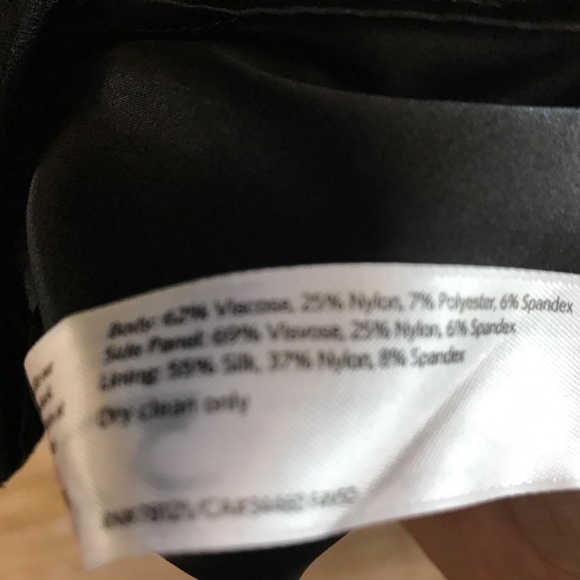 Body: 62% Viscose, 25% Nylon, 7% Polyester, 6% Spandex
Side Panel: 69% Viscose, 25% Nylon, 6% Spandex
Lining: 55% Silk, 37% Nylon, 8% Spandex
Dry clean only